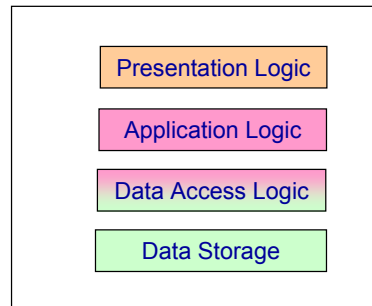 Presentation Logic
Application Logic
Data Access Logic
Data Storage